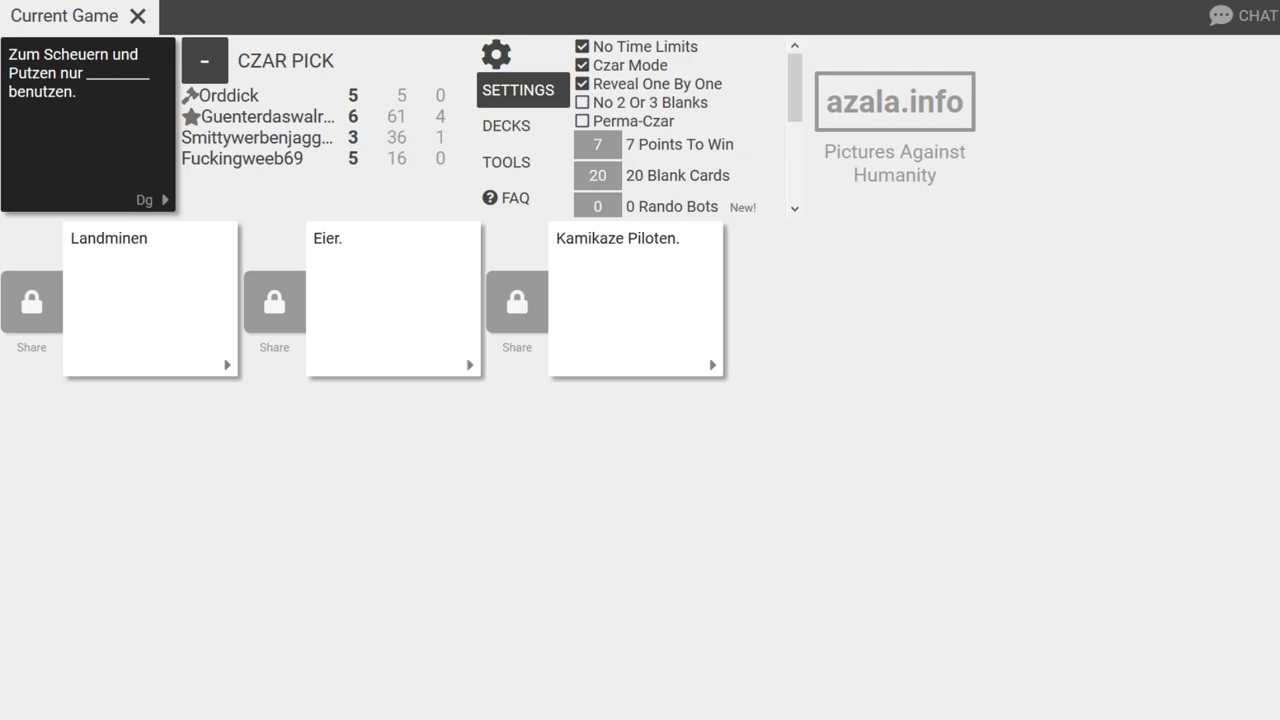 Current Game
CHAT
Zum Scheuern und
Putzen nur ________
benutzen.
Dg
-
CZAR PICK
Orddick 5 5 0
Guenterdaswalr... 6 61 4
Smittywerbenjagg... 3 36 1
Fuckingweeb69 5 16 0
SETTINGS
DECKS
TOOLS
FAQ
No Time Limits
Czar Mode
Reveal One By One
No 2 Or 3 Blanks
Perma-Czar
7 7 Points To Win
20 20 Blank Cards
0 0 Rando Bots New!
azala.info
Pictures Against
Humanity
Landminen
Share
Eier.
Share
Kamikaze Piloten.
Share